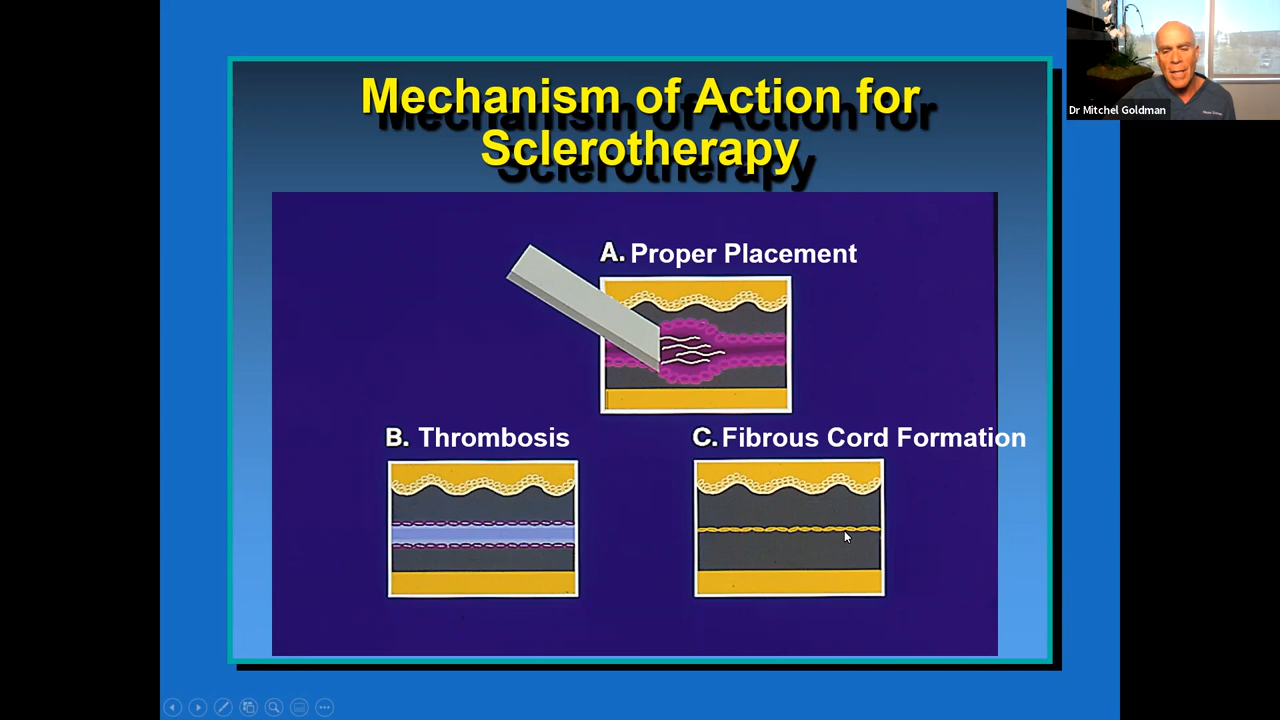 Mechanism of Action for
Sclerotherapy
A. Proper Placement
B. Thrombosis
C. Fibrous Cord Formation
Dr Mitchel Goldman